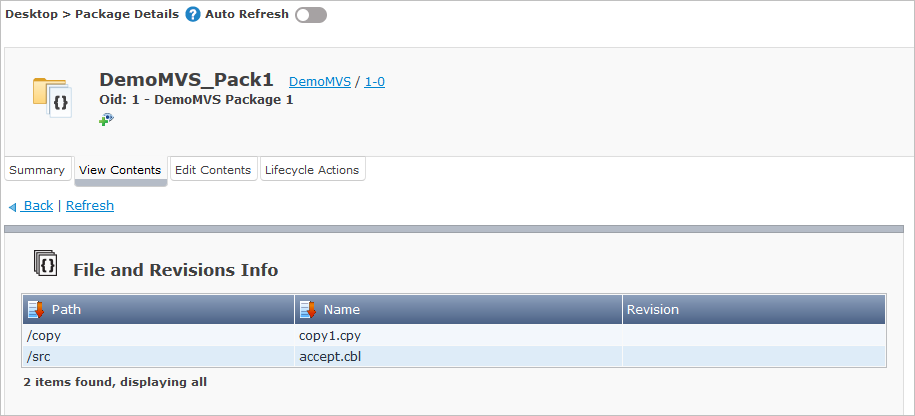 Desktop > Package Details ? Auto Refresh
DemoMVS_Pack1 DemoMVS / 1-0
Oid: 1 - DemoMVS Package 1
{}
Summary View Contents Edit Contents Lifecycle Actions
Back | Refresh
{} File and Revisions Info
Path Name Revision
/copy copy1.cpy
/src accept.cbl
2 items found, displaying all